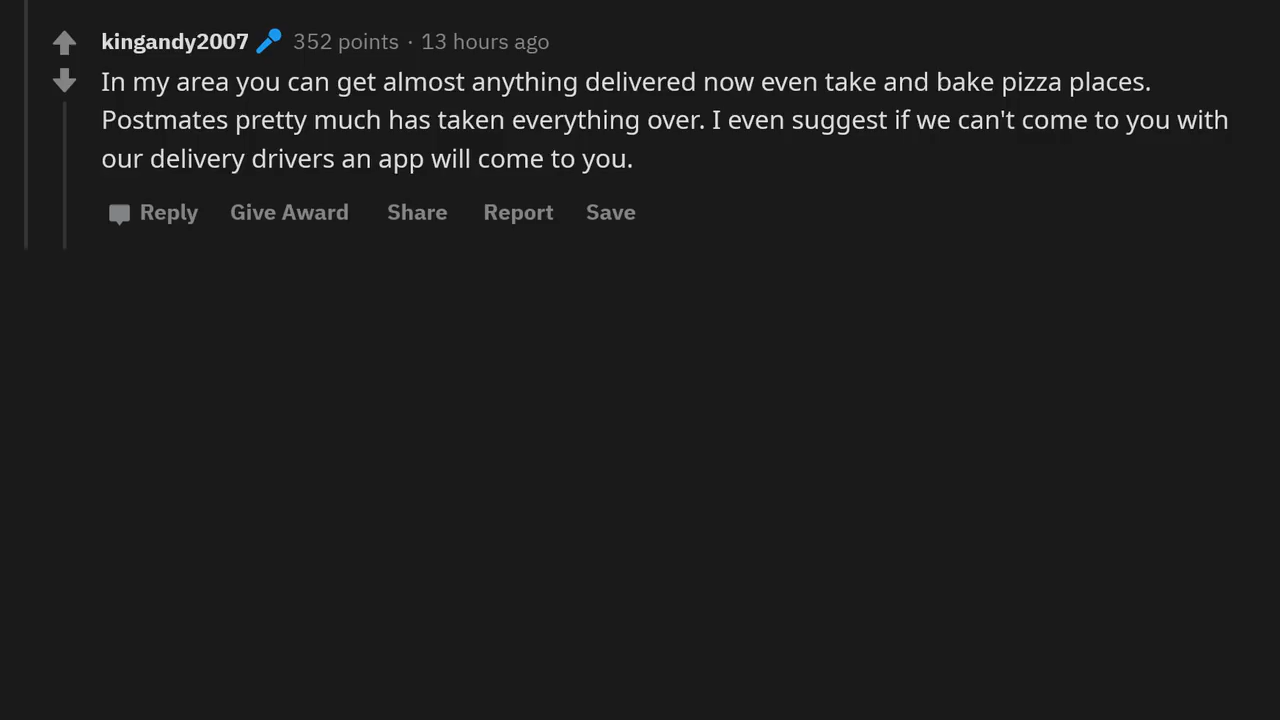 kingandy2007 352 points · 13 hours ago
In my area you can get almost anything delivered now even take and bake pizza places.
Postmates pretty much has taken everything over. I even suggest if we can't come to you with
our delivery drivers an app will come to you.
Reply Give Award Share Report Save